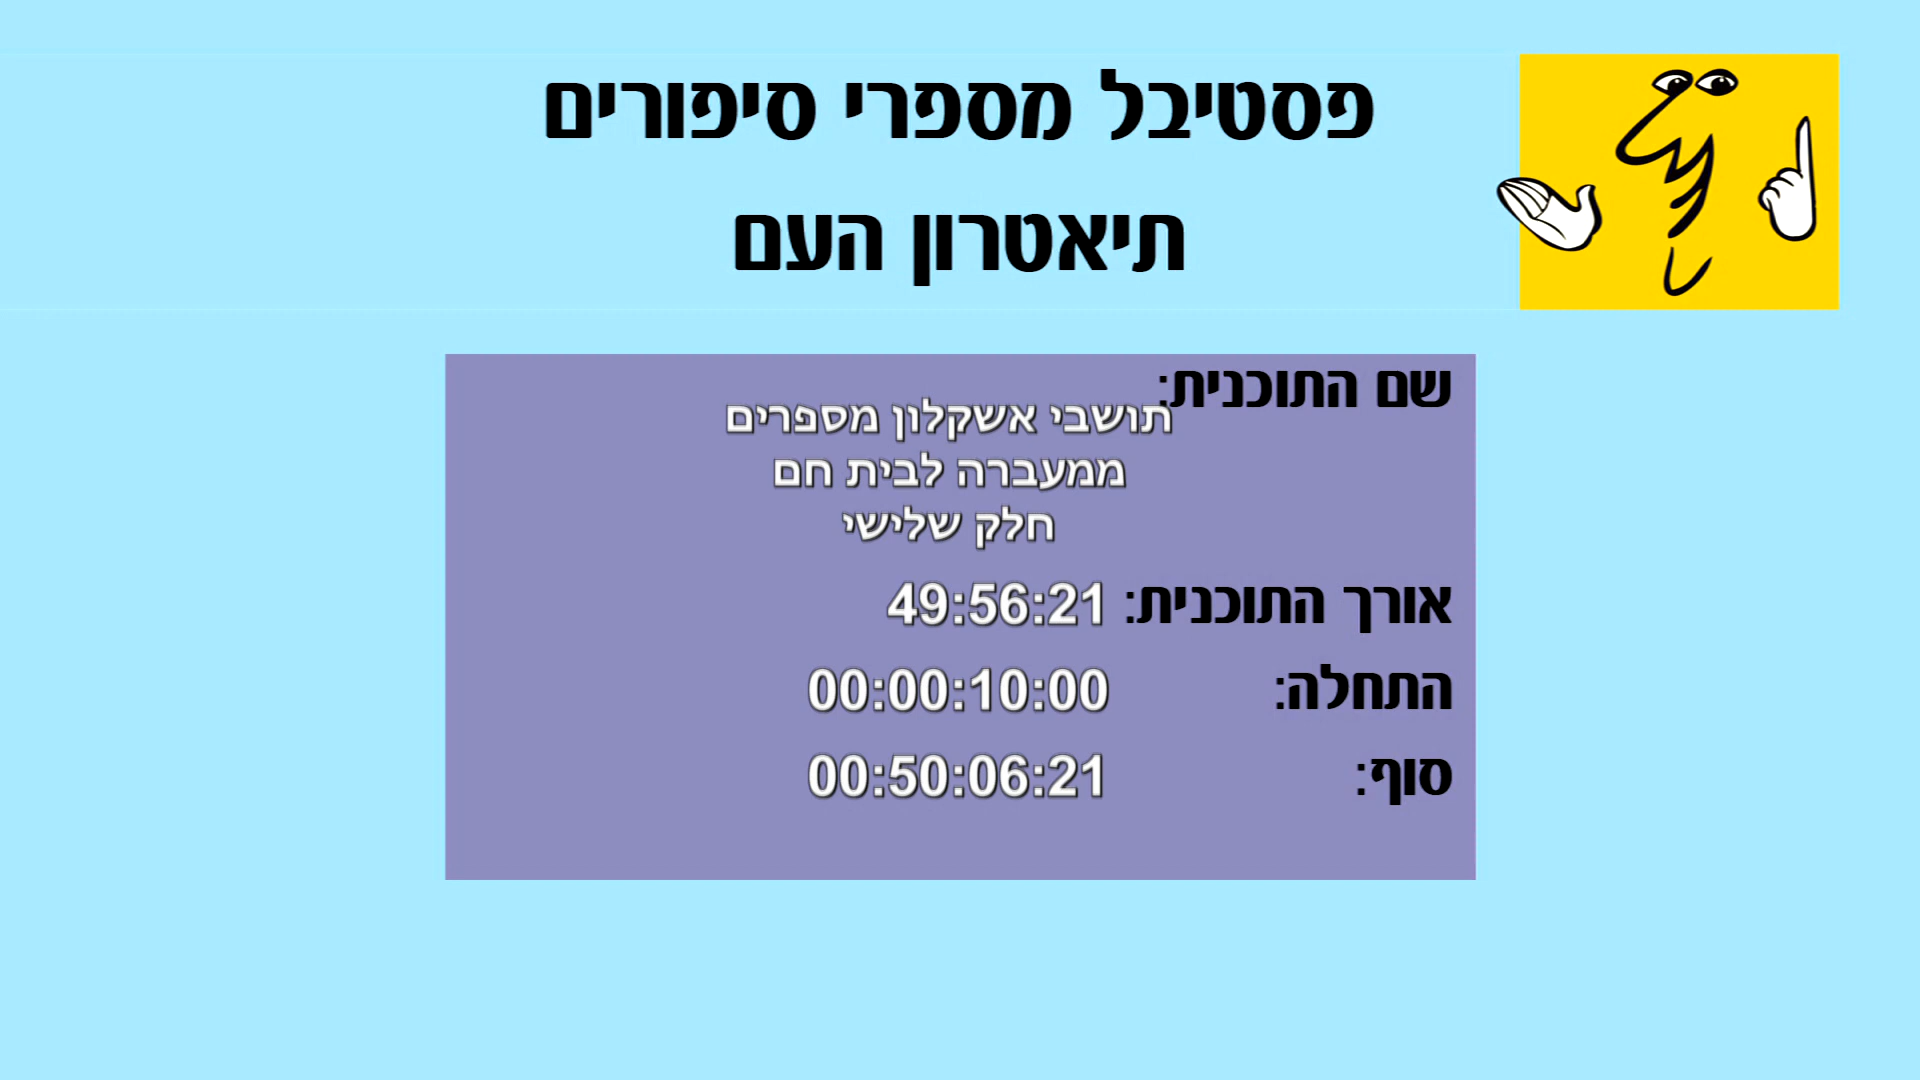 פסטיבל מספרי סיפורים
תיאטרון העם
שם התוכנית:
תושבי אשקלון מספרים
ממעברה לבית חם
חלק שלישי
אורך התוכנית: 49:56:21
התחלה: 00:00:10:00
סוף: 00:50:06:21